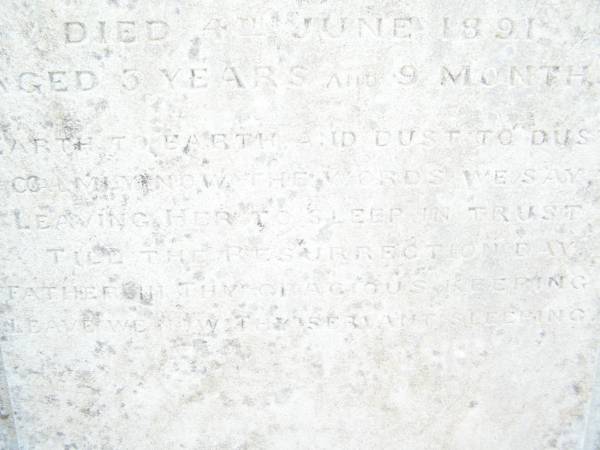 DIED 4TH JUNE 1891
AGED 3 YEARS AND 9 MONTHS
EARTH TO EARTH AND DUST TO DUST
CALMLY NOW THE WORDS WE SAY
LEAVING HER TO SLEEP IN TRUST
TILL THE RESURRECTION DAY
FATHER IN THY GRACIOUS KEEPING
LEAVE WE NOW THY SERVANT SLEEPING